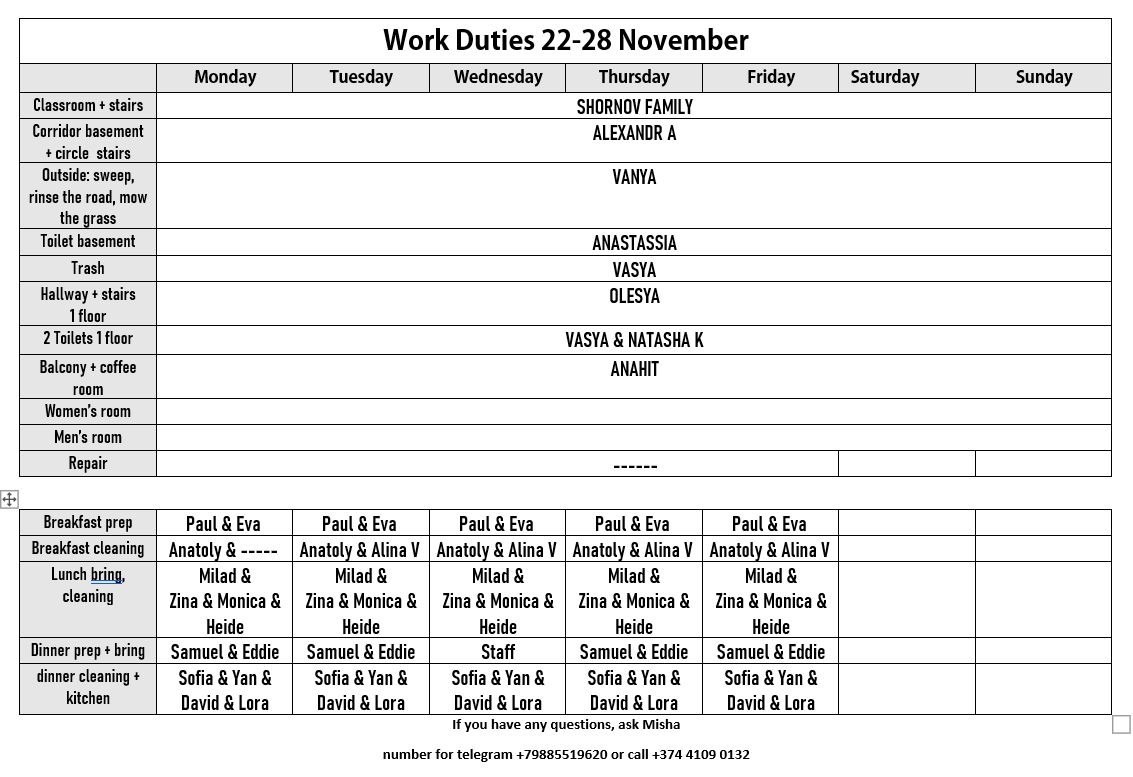 Work Duties 22-28 November
Monday Tuesday Wednesday Thursday Friday Saturday Sunday
Classroom + stairs SHORNOV FAMILY
Corridor basement ALEXANDR A
+ circle stairs
Outside: sweep, VANYA
rinse the road, mow
the grass
Toilet basement ANASTASSIA
Trash VASYA
Hallway + stairs OLESYA
1 floor
2 Toilets 1 floor VASYA & NATASHA K
Balcony + coffee ANAHIT
room
Women's room
Men's room
Repair ------
Breakfast prep Paul & Eva Paul & Eva Paul & Eva Paul & Eva Paul & Eva
Breakfast cleaning Anatoly & ----- Anatoly & Alina V Anatoly & Alina V Anatoly & Alina V Anatoly & Alina V
Lunch bring, Milad & Milad & Milad & Milad & Milad &
cleaning Zina & Monica & Zina & Monica & Zina & Monica & Zina & Monica & Zina & Monica &
Heide Heide Heide Heide Heide
Dinner prep + bring Samuel & Eddie Samuel & Eddie Staff Samuel & Eddie Samuel & Eddie
dinner cleaning + Sofia & Yan & Sofia & Yan & Sofia & Yan & Sofia & Yan & Sofia & Yan &
kitchen David & Lora David & Lora David & Lora David & Lora David & Lora
If you have any questions, ask Misha
number for telegram +79885519620 or call +374 4109 0132